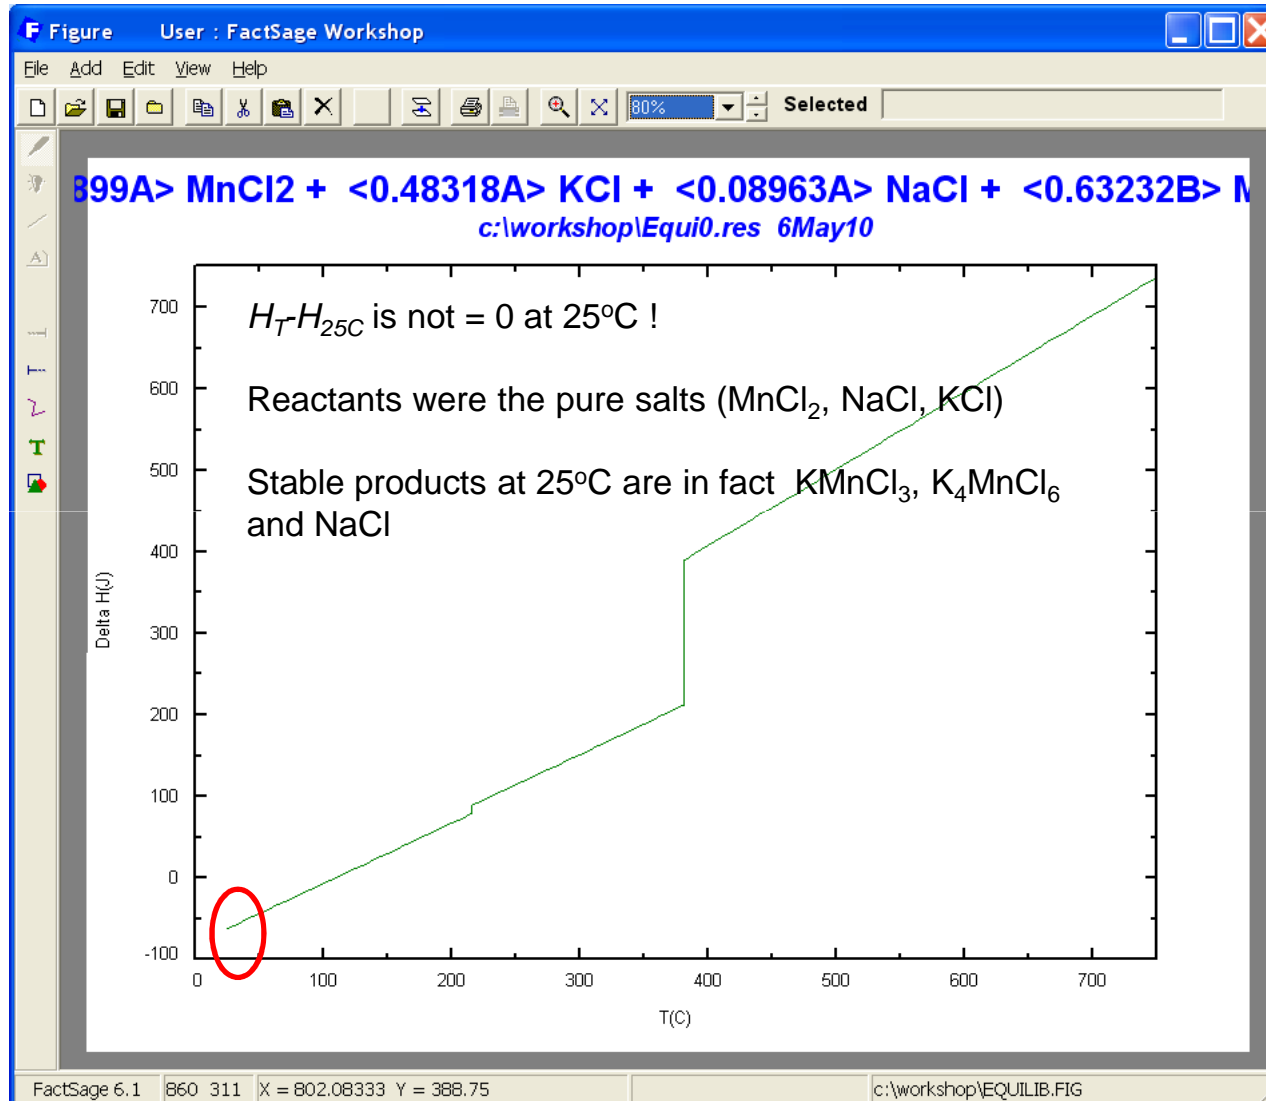 Figure User : FactSage Workshop
File Add Edit View Help
80% Selected
899A> MnCl2 + <0.48318A> KCl + <0.08963A> NaCl + <0.63232B> M
c:\workshop\Equi0.res 6May10
A
T
H_T-H_25C is not = 0 at 25°C !
Reactants were the pure salts (MnCl₂, NaCl, KCl)
Stable products at 25°C are in fact KMnCl₃, K₄MnCl₆
and NaCl
Delta H(J)
700
600
500
400
300
200
100
0
-100
0 100 200 300 400 500 600 700
T(C)
FactSage 6.1 860 311 X = 802.08333 Y = 388.75 c:\workshop\EQUILIB.FIG